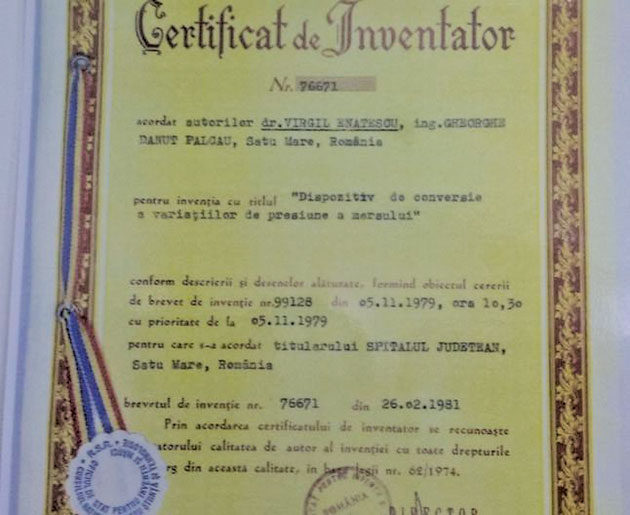 Certificat de Inventator
Nr. 76671
acordat autorilor dr.VIRGIL ENATESCU, ing.GHEORGHE
DANUT PALCAU, Satu Mare, România
pentru invenția cu titlul "Dispozitiv de conversie
a variațiilor de presiune a mersului"
conform descrierii și desenelor alăturate, formînd obiectul cererii
de brevet de invenție nr.99128 din 05.11.1979, ora 10,30
cu prioritate de la 05.11.1979
pentru care s-a acordat titularului SPITALUL JUDETEAN,
Satu Mare, România
brevetul de invenție nr. 76671 din 26.02.1981
Prin acordarea certificatului de inventator se recunoaște
calitatea de autor al invenției cu toate drepturile
din această calitate, în baza legii nr. 62/1974.
R.S.R.
ROMÂNIA
DIRECTOR